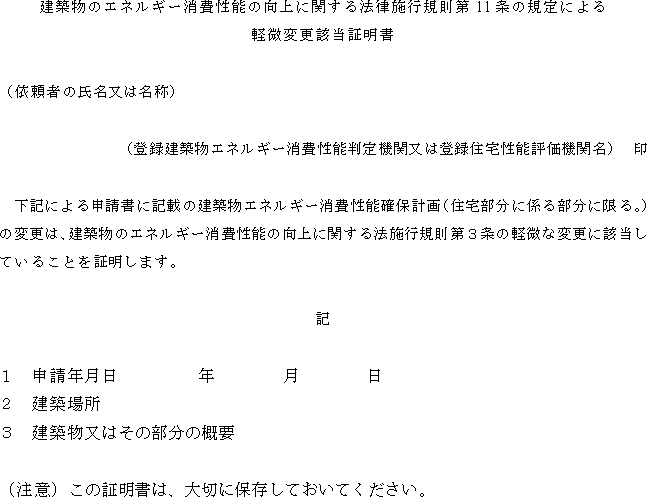 建築物のエネルギー消費性能の向上に関する法律施行規則第11条の規定による
軽微変更該当証明書
（依頼者の氏名又は名称）
（登録建築物エネルギー消費性能判定機関又は登録住宅性能評価機関名）　印
　下記による申請書に記載の建築物エネルギー消費性能確保計画（住宅部分に係る部分に限る。）
の変更は、建築物のエネルギー消費性能の向上に関する法施行規則第３条の軽微な変更に該当し
ていることを証明します。
記
１　申請年月日　　　　　年　　　　月　　　　日
２　建築場所
３　建築物又はその部分の概要
（注意）この証明書は、大切に保存しておいてください。